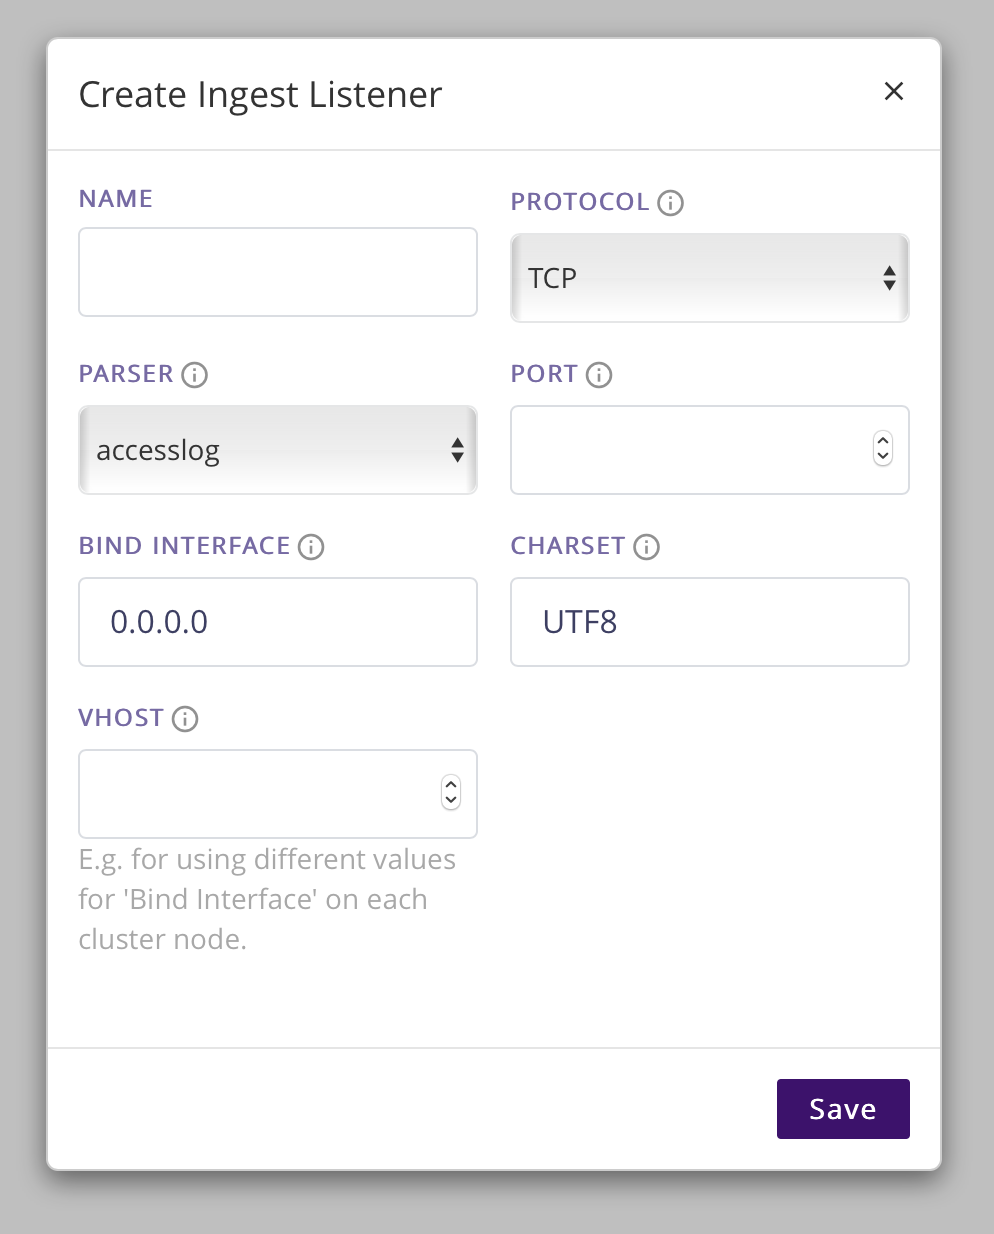 Create Ingest Listener
NAME
PROTOCOL
TCP
PARSER
accesslog
PORT
BIND INTERFACE
0.0.0.0
CHARSET
UTF8
VHOST
E.g. for using different values
for 'Bind Interface' on each
cluster node.
Save